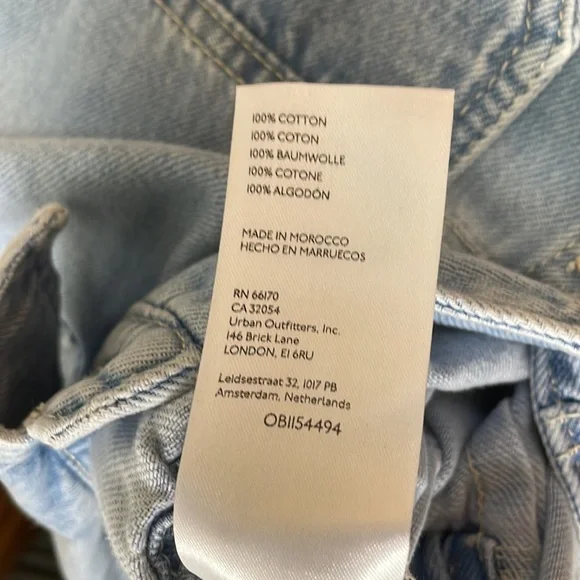 100% COTTON
100% COTON
100% BAUMWOLLE
100% COTONE
100% ALGODÓN
MADE IN MOROCCO
HECHO EN MARRUECOS
RN 66170
CA 32054
Urban Outfitters, Inc.
146 Brick Lane
LONDON, E1 6RU
Leidsestraat 32, 1017 PB
Amsterdam, Netherlands
OB1154494